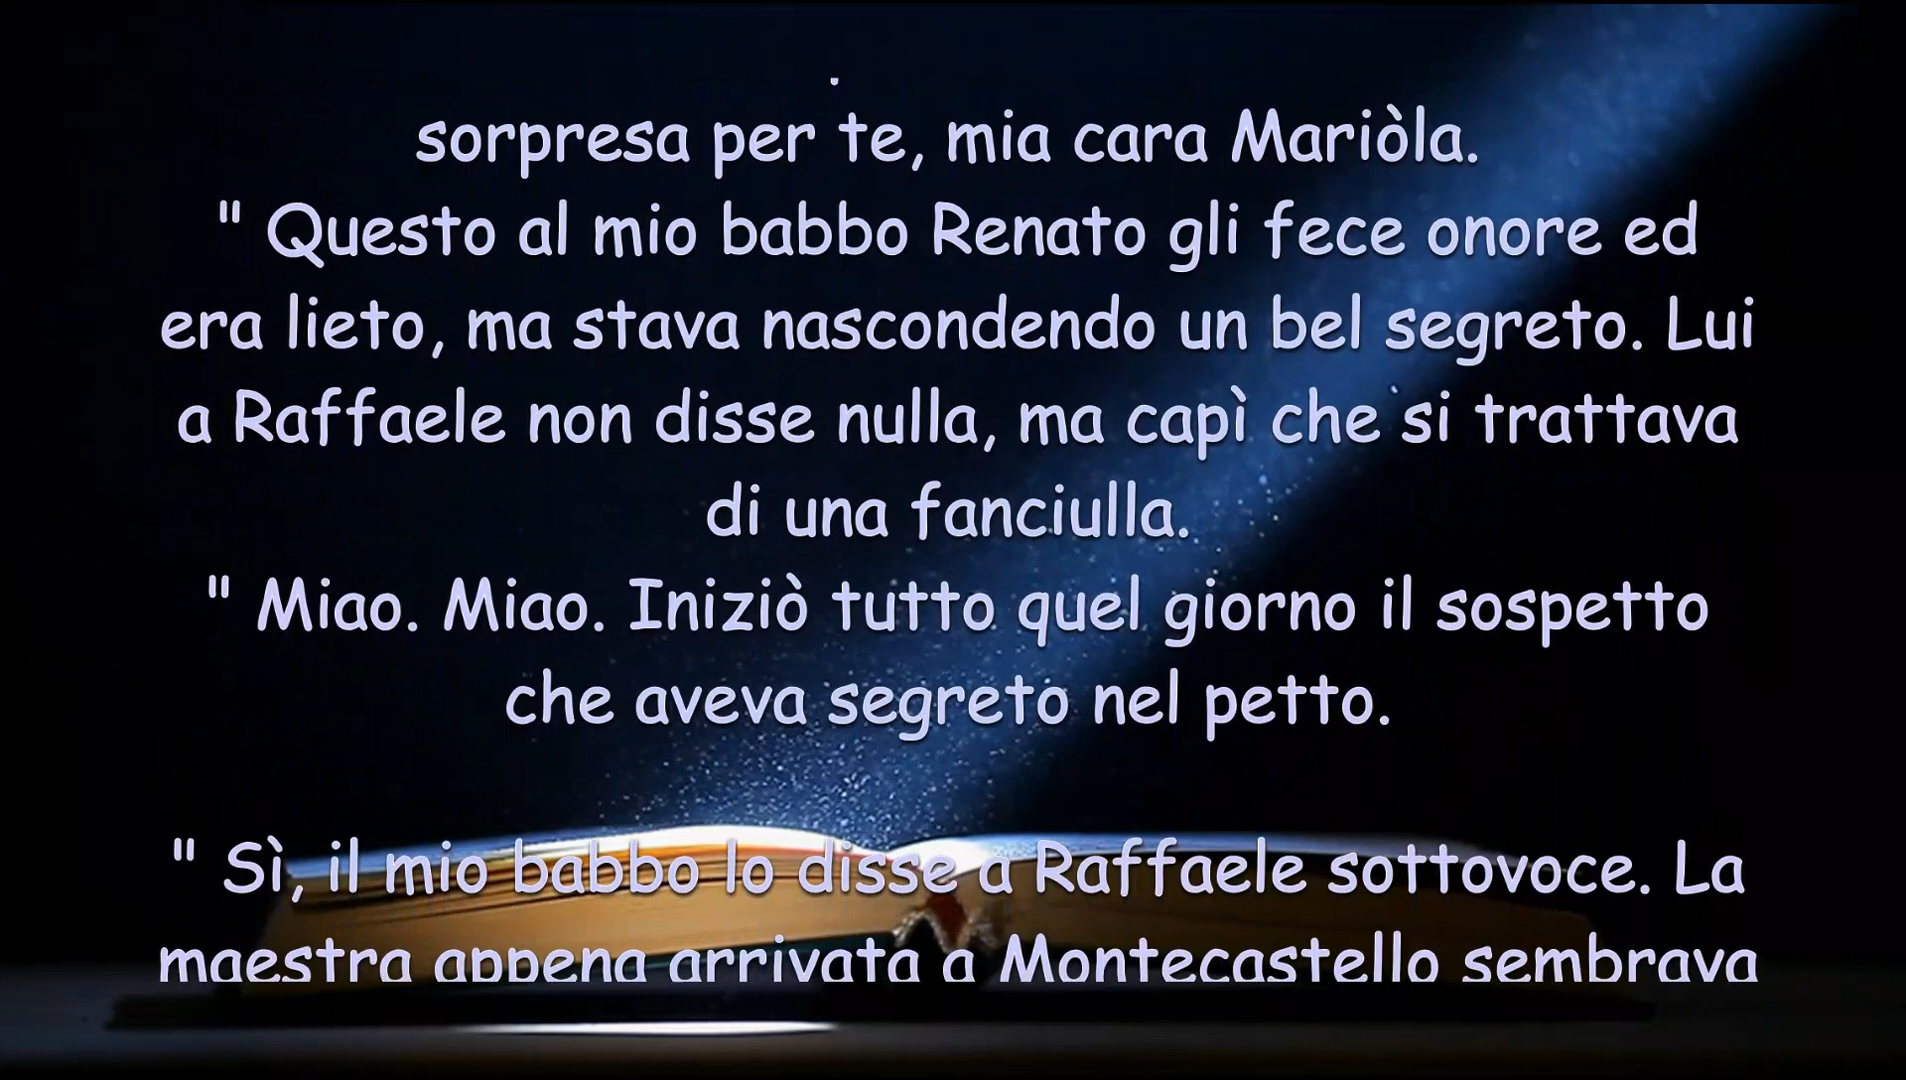 sorpresa per te, mia cara Mariòla.
" Questo al mio babbo Renato gli fece onore ed
era lieto, ma stava nascondendo un bel segreto. Lui
a Raffaele non disse nulla, ma capì che si trattava
di una fanciulla.
" Miao. Miao. Iniziò tutto quel giorno il sospetto
che aveva segreto nel petto.
" Sì, il mio babbo lo disse a Raffaele sottovoce. La
maestra appena arrivata a Montecastello sembrava